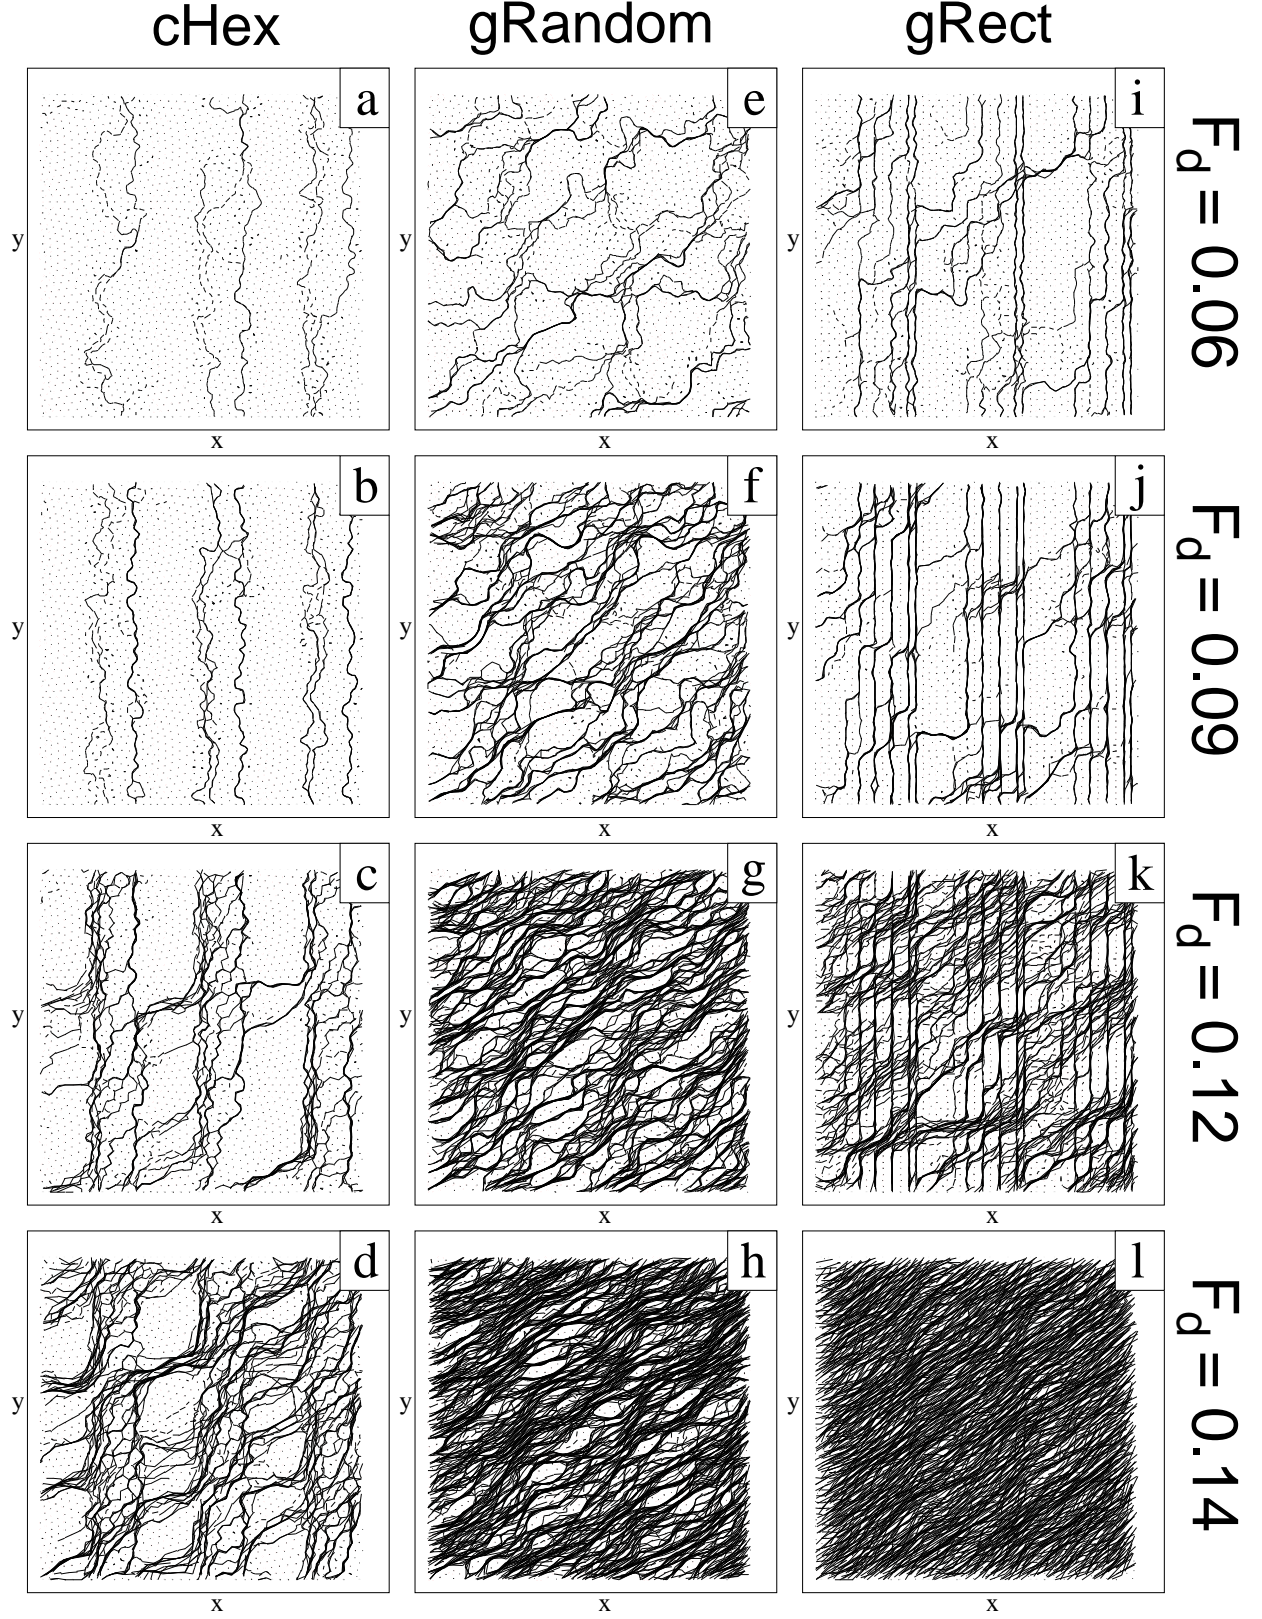 cHex gRandom gRect
a e i
F_d = 0.06
y y y
x x x
b f j
F_d = 0.09
y y y
x x x
c g k
F_d = 0.12
y y y
x x x
d h l
F_d = 0.14
y y y
x x x